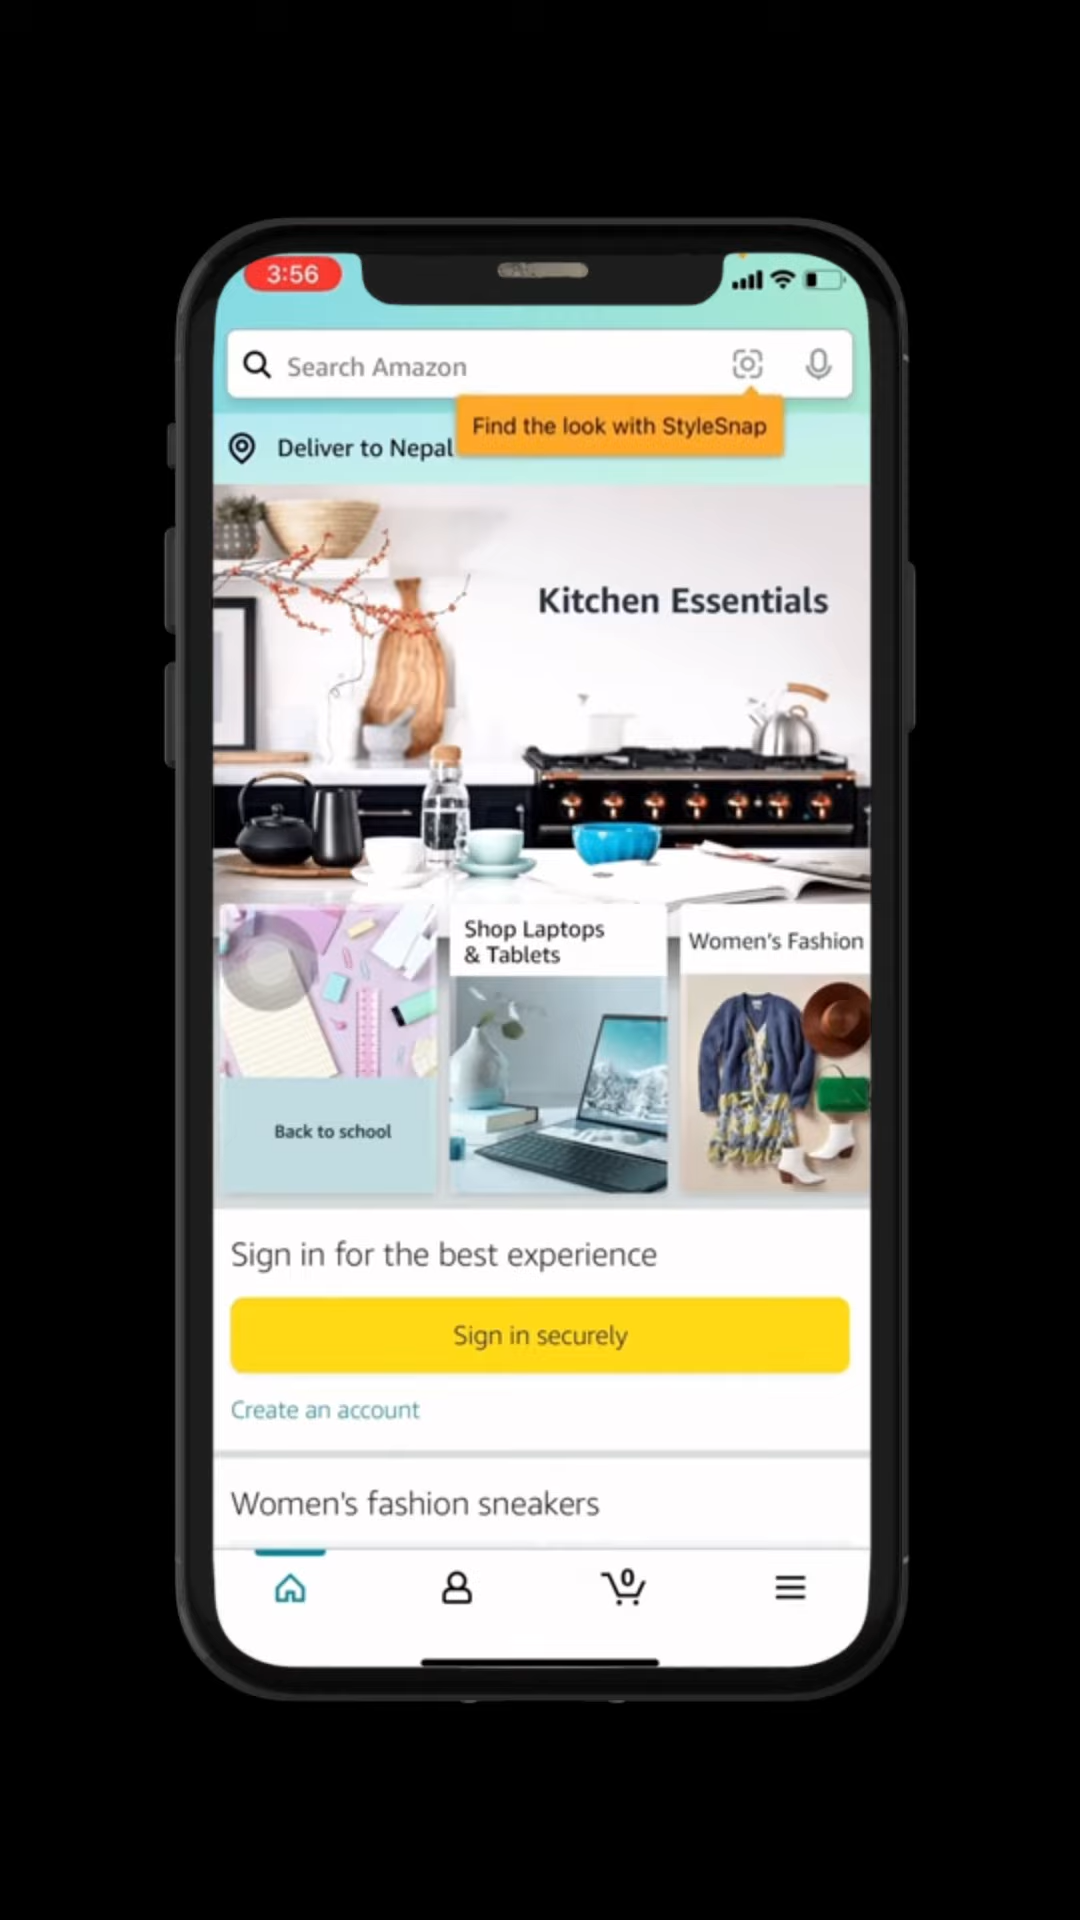 3:56
Search Amazon
Find the look with StyleSnap
Deliver to Nepal
Kitchen Essentials
Shop Laptops
& Tablets
Women's Fashion
Back to school
Sign in for the best experience
Sign in securely
Create an account
Women's fashion sneakers
0